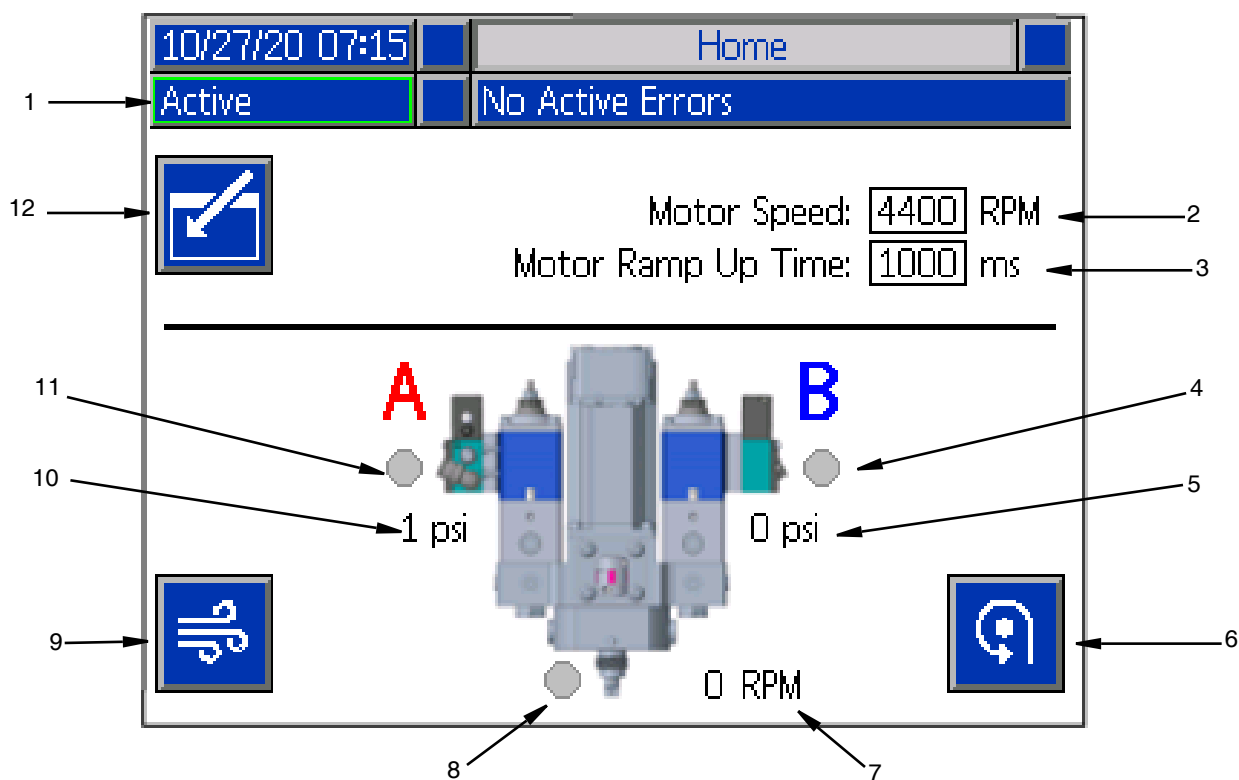 10/27/20 07:15 Home
1 Active No Active Errors
12 Motor Speed: 4400 RPM 2
Motor Ramp Up Time: 1000 ms 3
A B
11 4
10 1 psi 0 psi 5
9 6
0 RPM
8 7